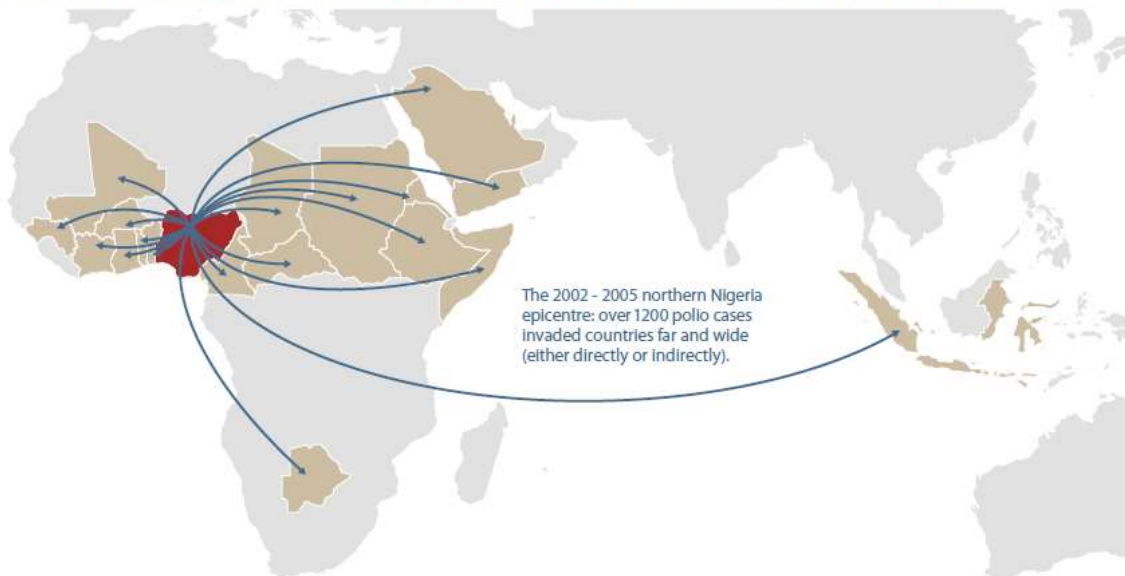 The 2002 - 2005 northern Nigeria
epicentre: over 1200 polio cases
invaded countries far and wide
(either directly or indirectly).